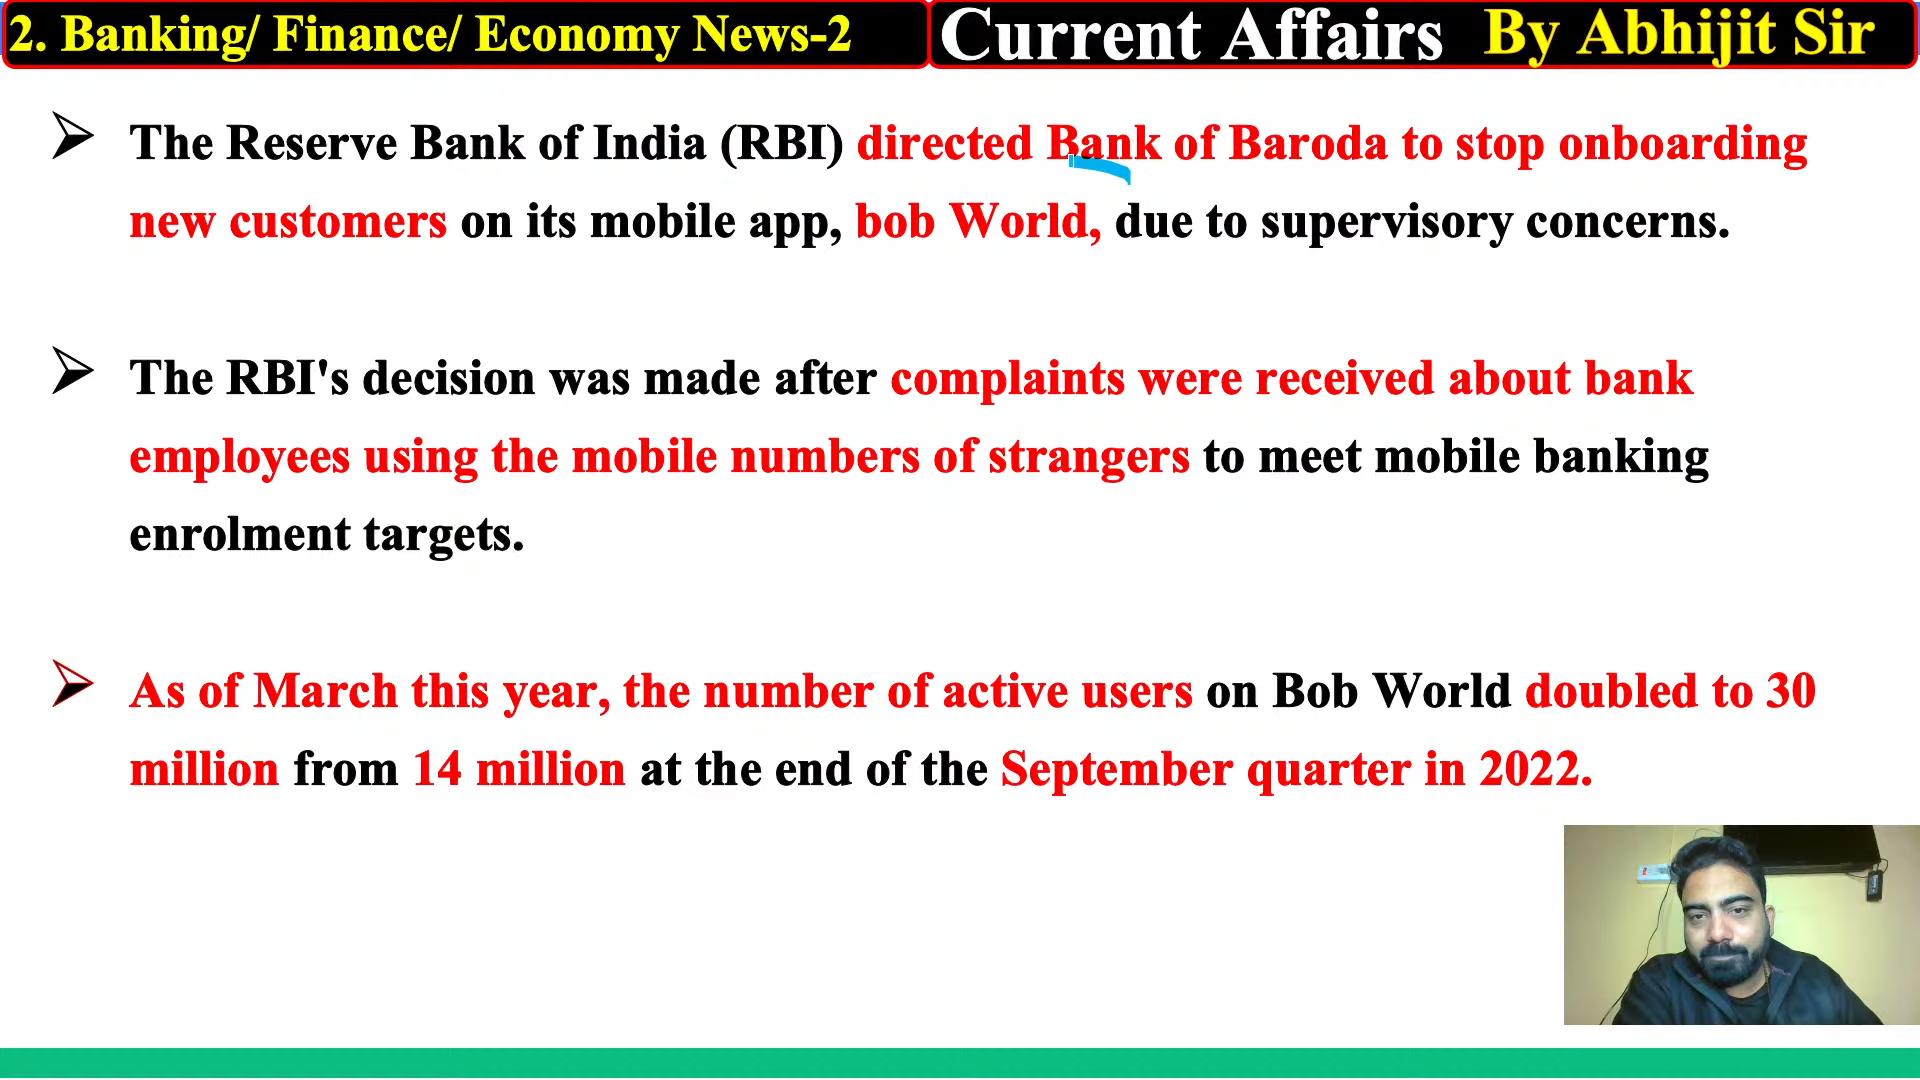 2. Banking/ Finance/ Economy News-2
Current Affairs By Abhijit Sir
The Reserve Bank of India (RBI) directed Bank of Baroda to stop onboarding
new customers on its mobile app, bob World, due to supervisory concerns.
The RBI's decision was made after complaints were received about bank
employees using the mobile numbers of strangers to meet mobile banking
enrolment targets.
As of March this year, the number of active users on Bob World doubled to 30
million from 14 million at the end of the September quarter in 2022.